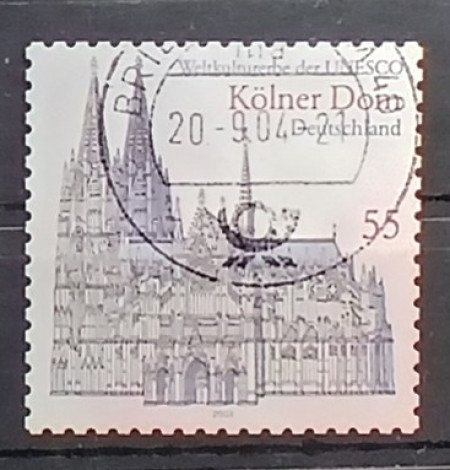 Weltkulturerbe der UNESCO
Kölner Dom
Deutschland
55
20-9.04-21
2003